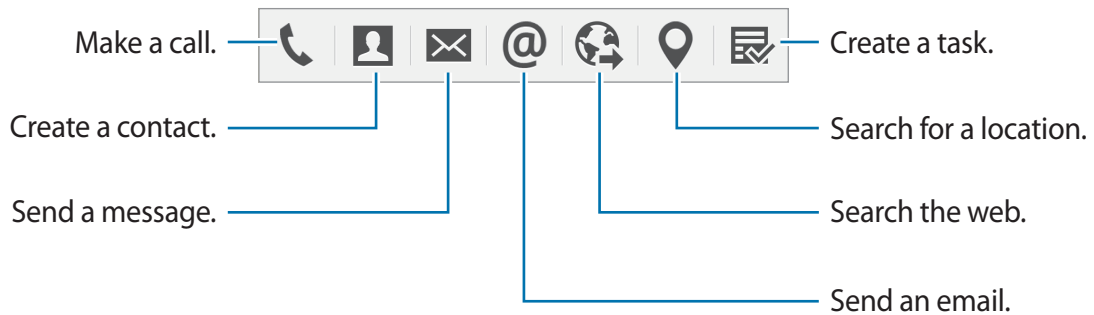 Make a call.
Create a task.
Create a contact.
Search for a location.
Send a message.
Search the web.
Send an email.